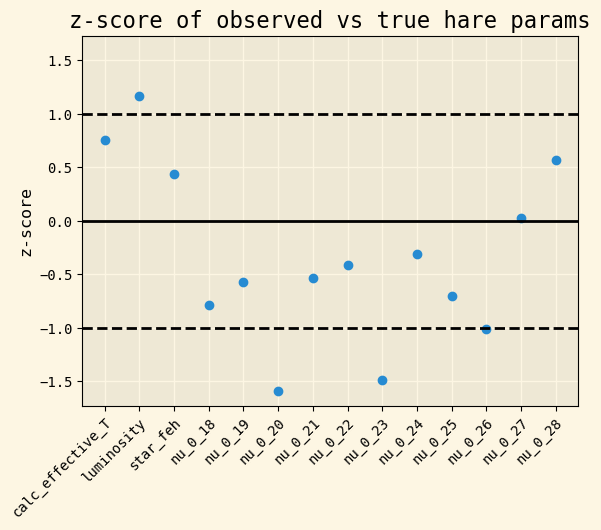 z-score of observed vs true hare params
z-score
1.5
1.0
0.5
0.0
−0.5
−1.0
−1.5
calc_effective_T
luminosity
star_feh
nu_0_18
nu_0_19
nu_0_20
nu_0_21
nu_0_22
nu_0_23
nu_0_24
nu_0_25
nu_0_26
nu_0_27
nu_0_28